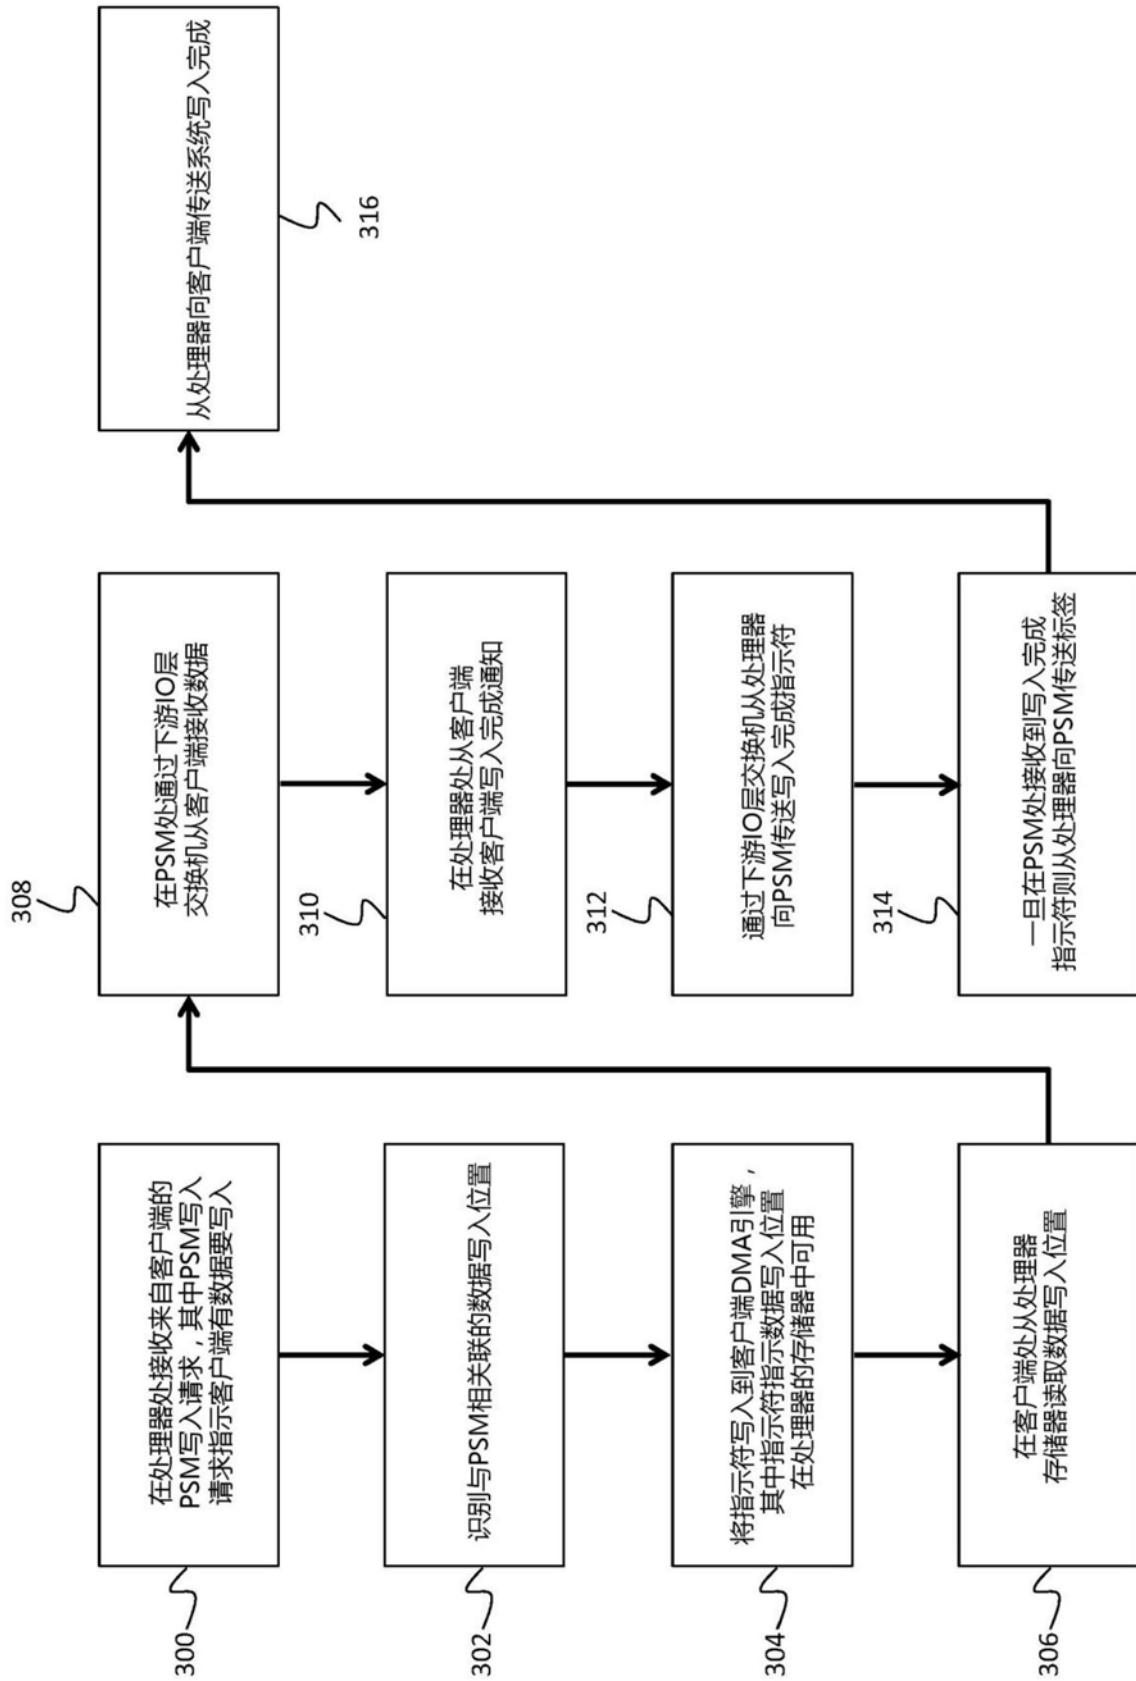 300
在处理器处接收来自客户端的
PSM写入请求，其中PSM写入
请求指示客户端有数据要写入
302
识别与PSM相关联的数据写入位置
304
将指示符写入到客户端DMA引擎，
其中指示符指示数据写入位置
在处理器的存储器中可用
306
在客户端处从处理器
存储器读取数据写入位置
308
在PSM处通过下游IO层
交换机从客户端接收数据
310
在处理器处从客户端
接收客户端写入完成通知
312
通过下游IO层交换机从处理器
向PSM传送写入完成指示符
314
一旦在PSM处接收到写入完成
指示符则从处理器向PSM传送标签
316
从处理器向客户端传送系统写入完成